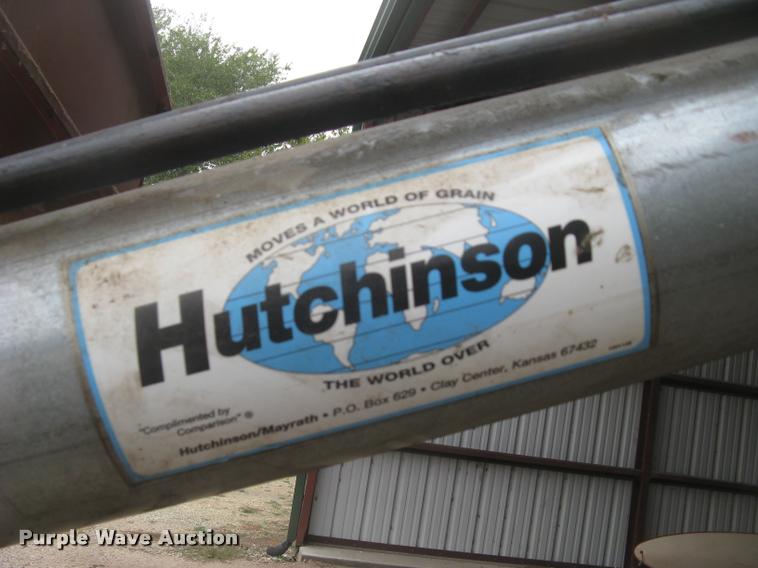 MOVES A WORLD OF GRAIN
Hutchinson
THE WORLD OVER
"Complimented by
Comparison" ®
Hutchinson/Mayrath • P.O. Box 629 • Clay Center, Kansas 67432
Purple Wave Auction